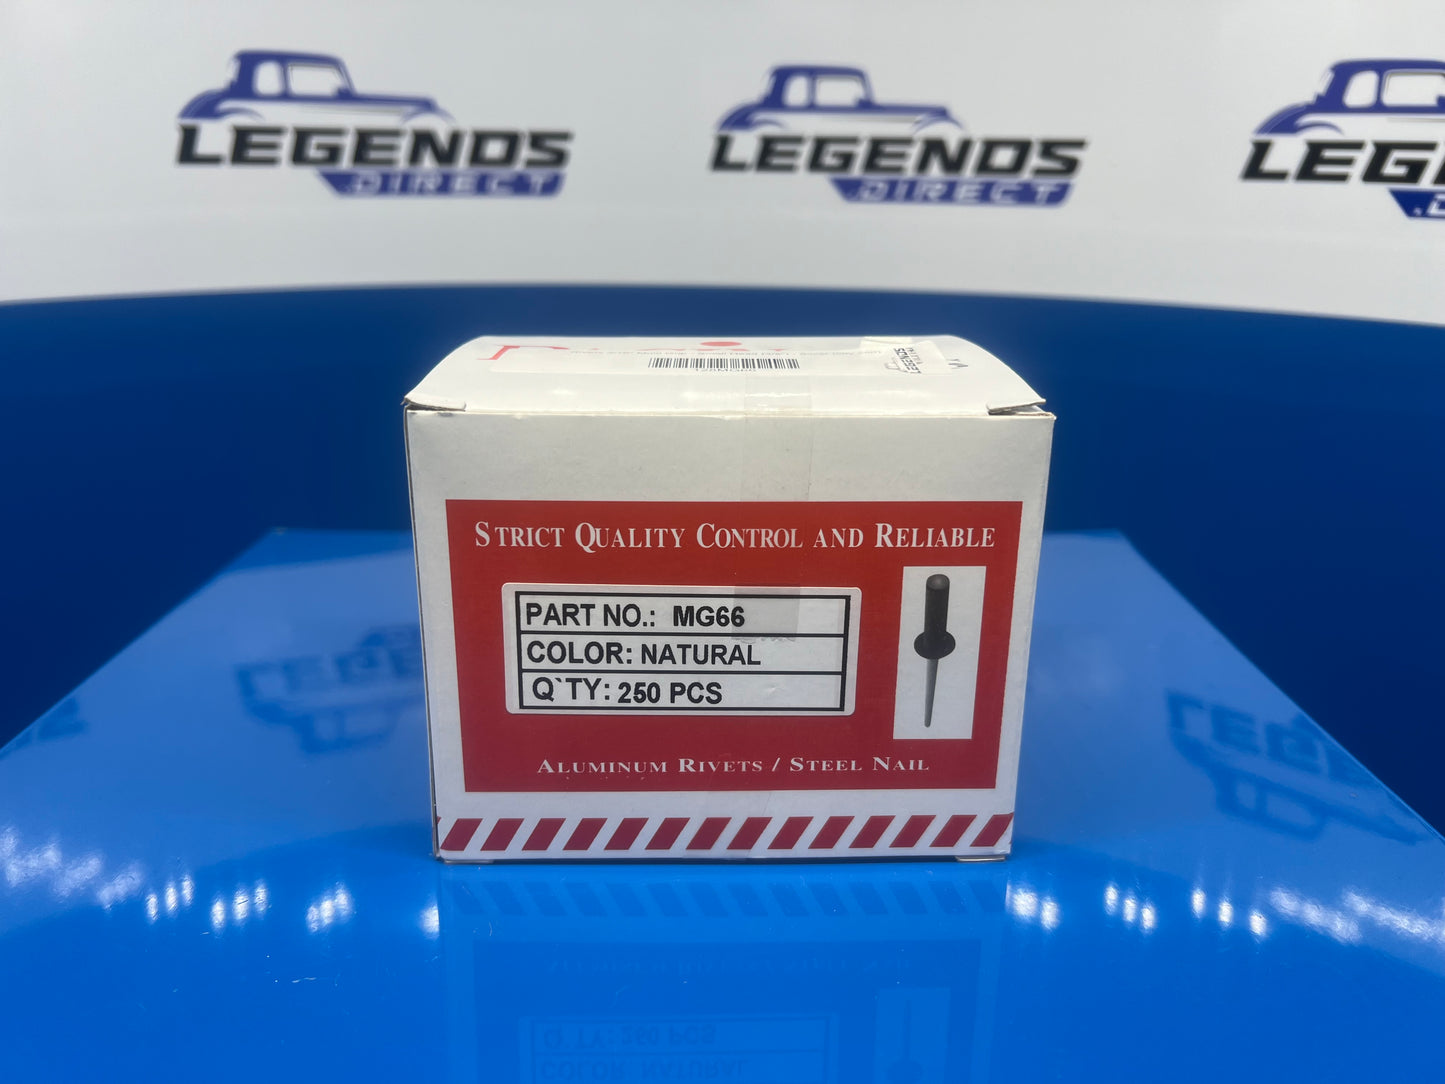 LEGENDS
DIRECT
LEGENDS
DIRECT
LEGENDS
STRICT QUALITY CONTROL AND RELIABLE
PART NO.: MG66
COLOR: NATURAL
Q`TY: 250 PCS
ALUMINUM RIVETS / STEEL NAIL